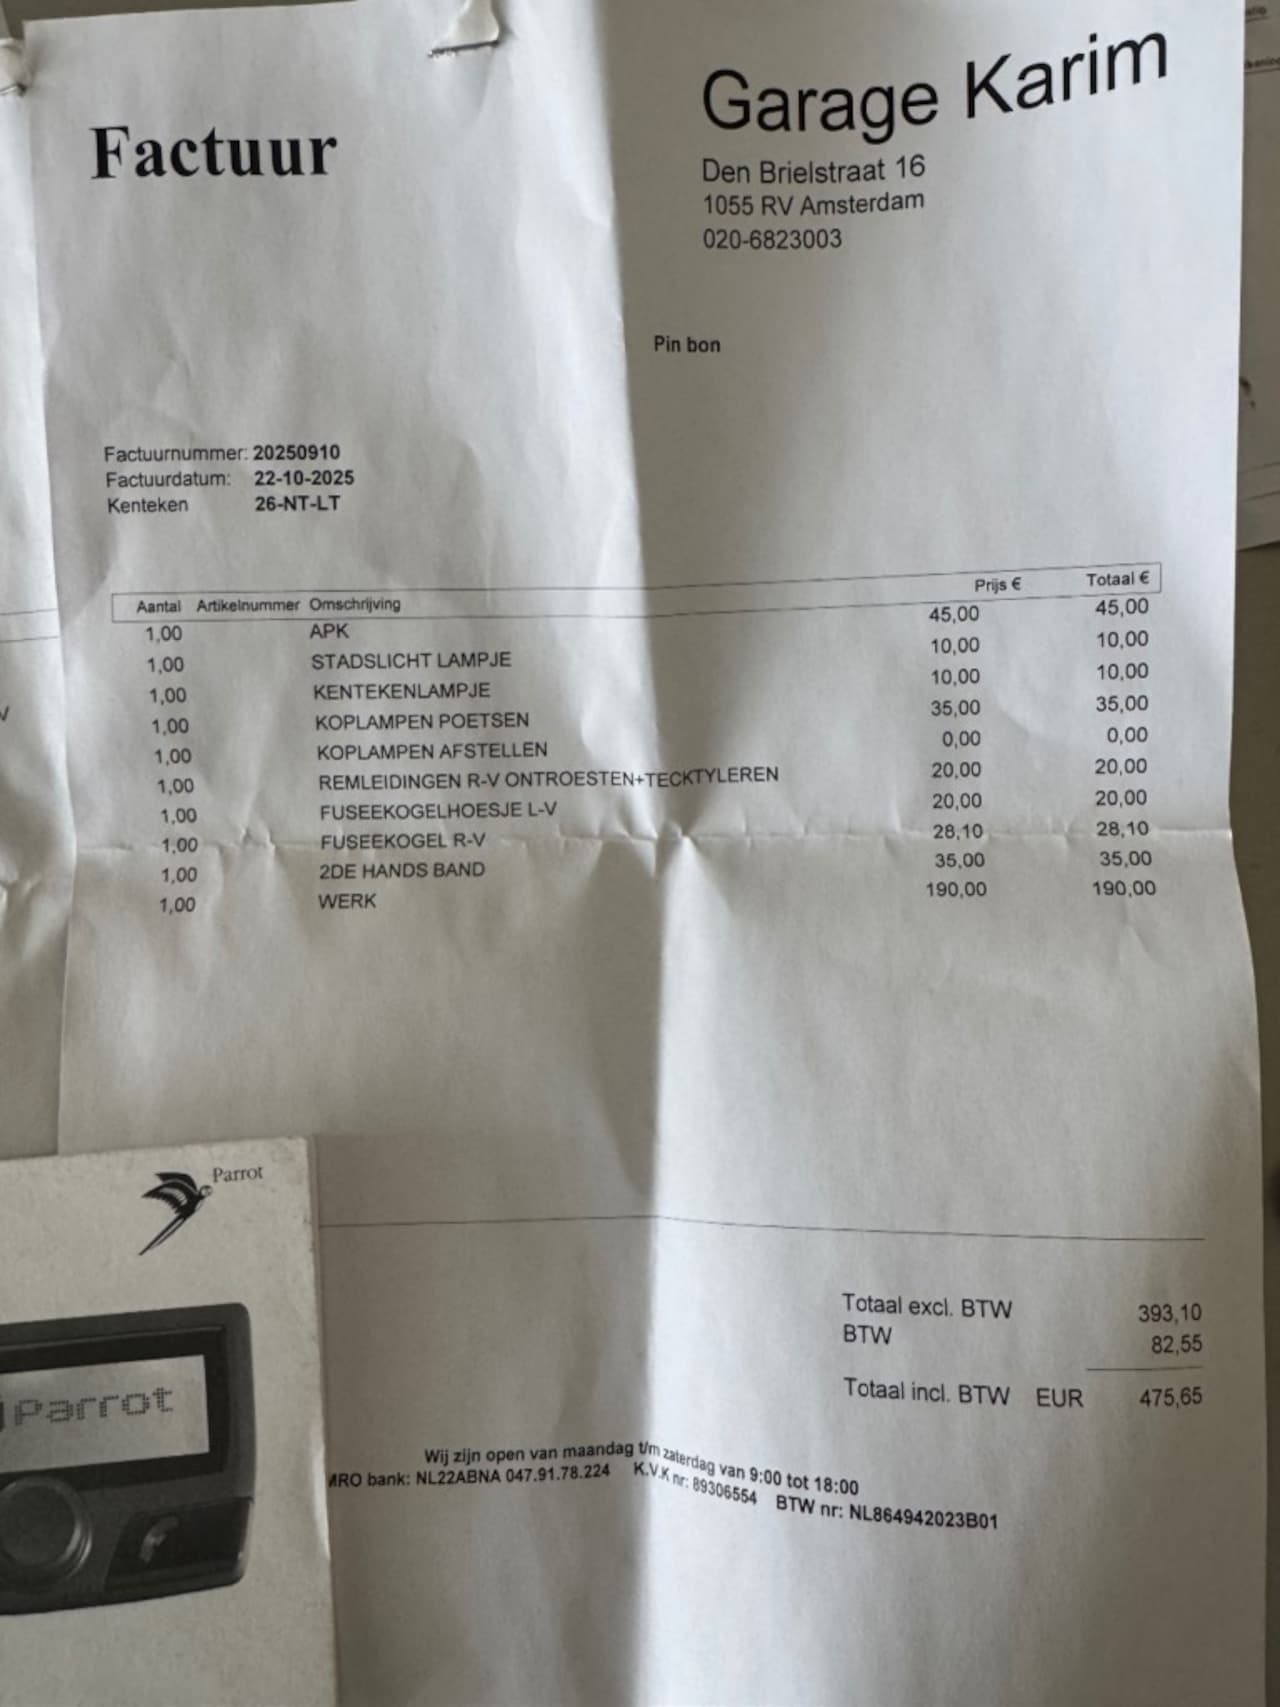 Factuur
Garage Karim
Den Brielstraat 16
1055 RV Amsterdam
020-6823003
Pin bon
Factuurnummer: 20250910
Factuurdatum: 22-10-2025
Kenteken 26-NT-LT
Aantal Artikelnummer Omschrijving Prijs € Totaal €
1,00 APK 45,00 45,00
1,00 STADSLICHT LAMPJE 10,00 10,00
1,00 KENTEKENLAMPJE 10,00 10,00
1,00 KOPLAMPEN POETSEN 35,00 35,00
1,00 KOPLAMPEN AFSTELLEN 0,00 0,00
1,00 REMLEIDINGEN R-V ONTROESTEN+TECKTYLEREN 20,00 20,00
1,00 FUSEEKOGELHOESJE L-V 20,00 20,00
1,00 FUSEEKOGEL R-V 28,10 28,10
1,00 2DE HANDS BAND 35,00 35,00
1,00 WERK 190,00 190,00
Parrot
Parrot
Totaal excl. BTW 393,10
BTW 82,55
Totaal incl. BTW EUR 475,65
Wij zijn open van maandag t/m zaterdag van 9:00 tot 18:00
MRO bank: NL22ABNA 047.91.78.224 K.V.K nr: 89306554 BTW nr: NL864942023B01